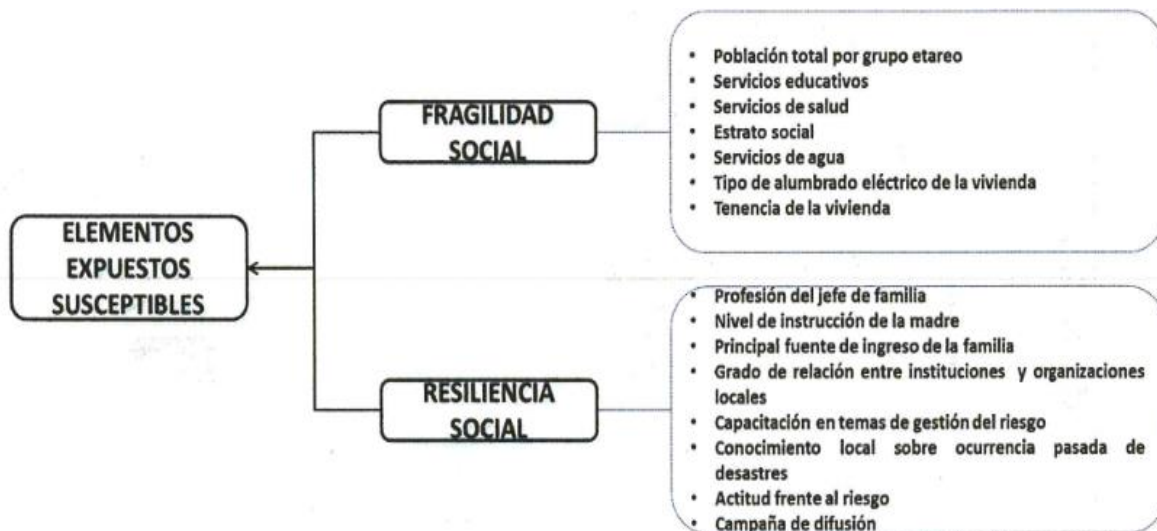 ELEMENTOS
EXPUESTOS
SUSCEPTIBLES
FRAGILIDAD
SOCIAL
• Población total por grupo etareo
• Servicios educativos
• Servicios de salud
• Estrato social
• Servicios de agua
• Tipo de alumbrado eléctrico de la vivienda
• Tenencia de la vivienda
RESILIENCIA
SOCIAL
• Profesión del jefe de familia
• Nivel de instrucción de la madre
• Principal fuente de ingreso de la familia
• Grado de relación entre instituciones y organizaciones
locales
• Capacitación en temas de gestión del riesgo
• Conocimiento local sobre ocurrencia pasada de
desastres
• Actitud frente al riesgo
• Campaña de difusión